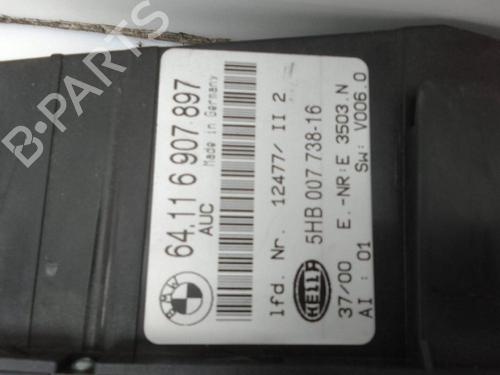 64.11 6 907 897
AUC Made in Germany
BMW
lfd. Nr. 12477/ II 2
HELLA 5HB 007 738-16
37/00 E.-NR:E 3503.N
AI : 01 SW: V006.0
B-PARTS